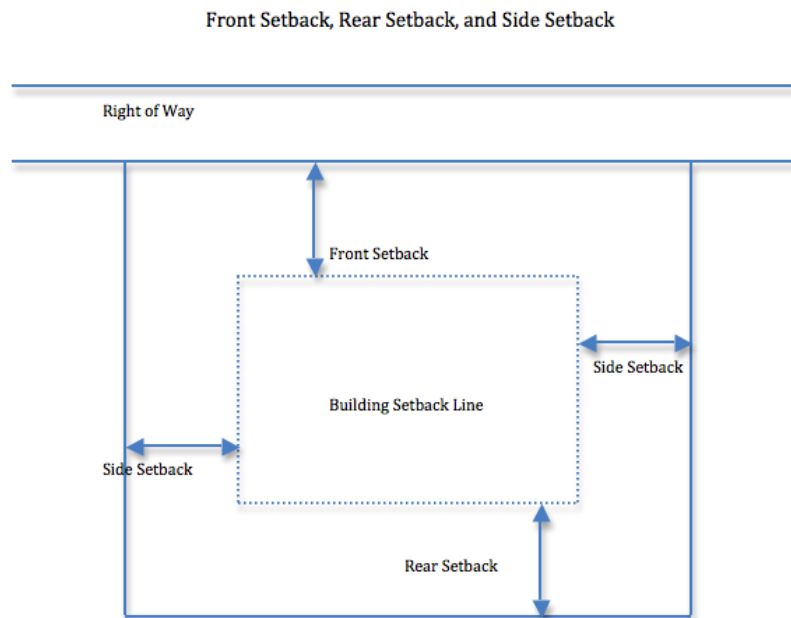 Front Setback, Rear Setback, and Side Setback
Right of Way
Front Setback
Side Setback
Building Setback Line
Side Setback
Rear Setback